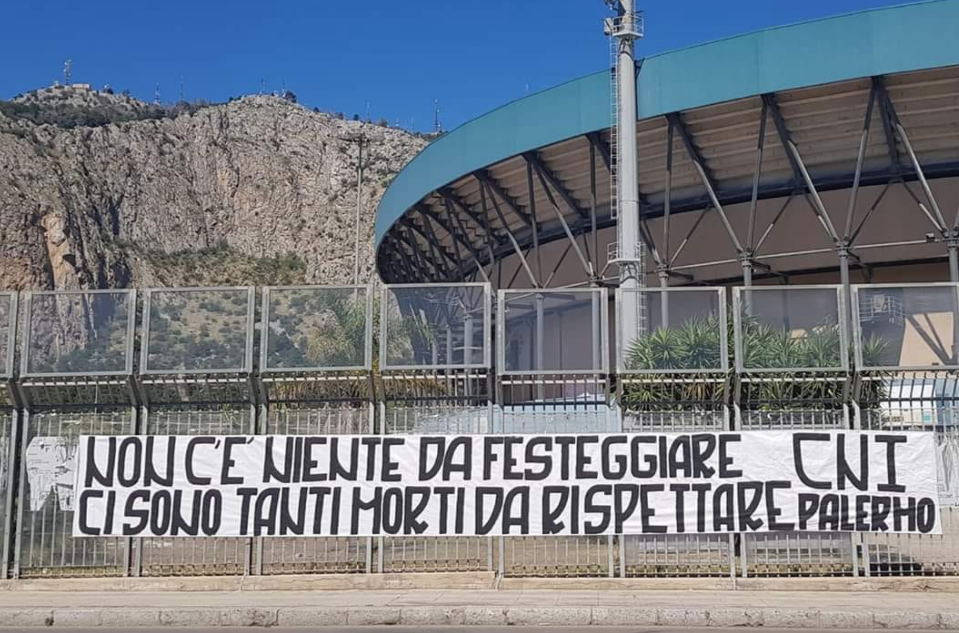 NON C'È NIENTE DA FESTEGGIARE
CI SONO TANTI MORTI DA RISPETTARE
CNI
PALERMO